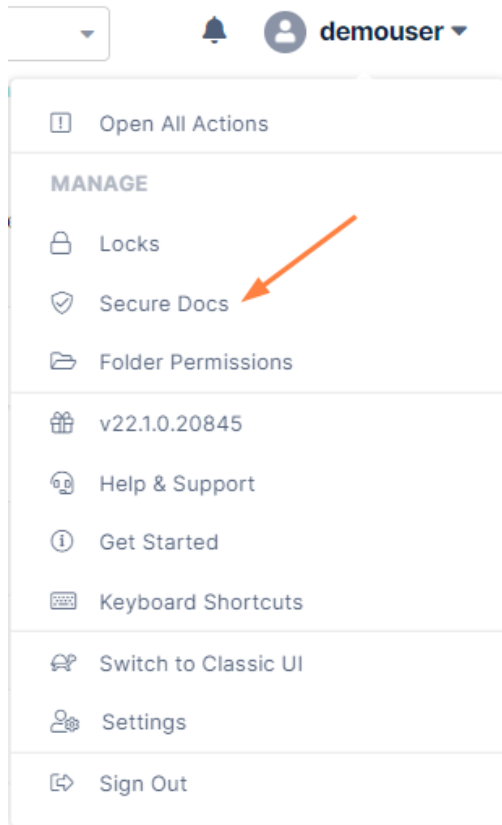 demouser
Open All Actions
MANAGE
Locks
Secure Docs
Folder Permissions
v22.1.0.20845
Help & Support
Get Started
Keyboard Shortcuts
Switch to Classic UI
Settings
Sign Out